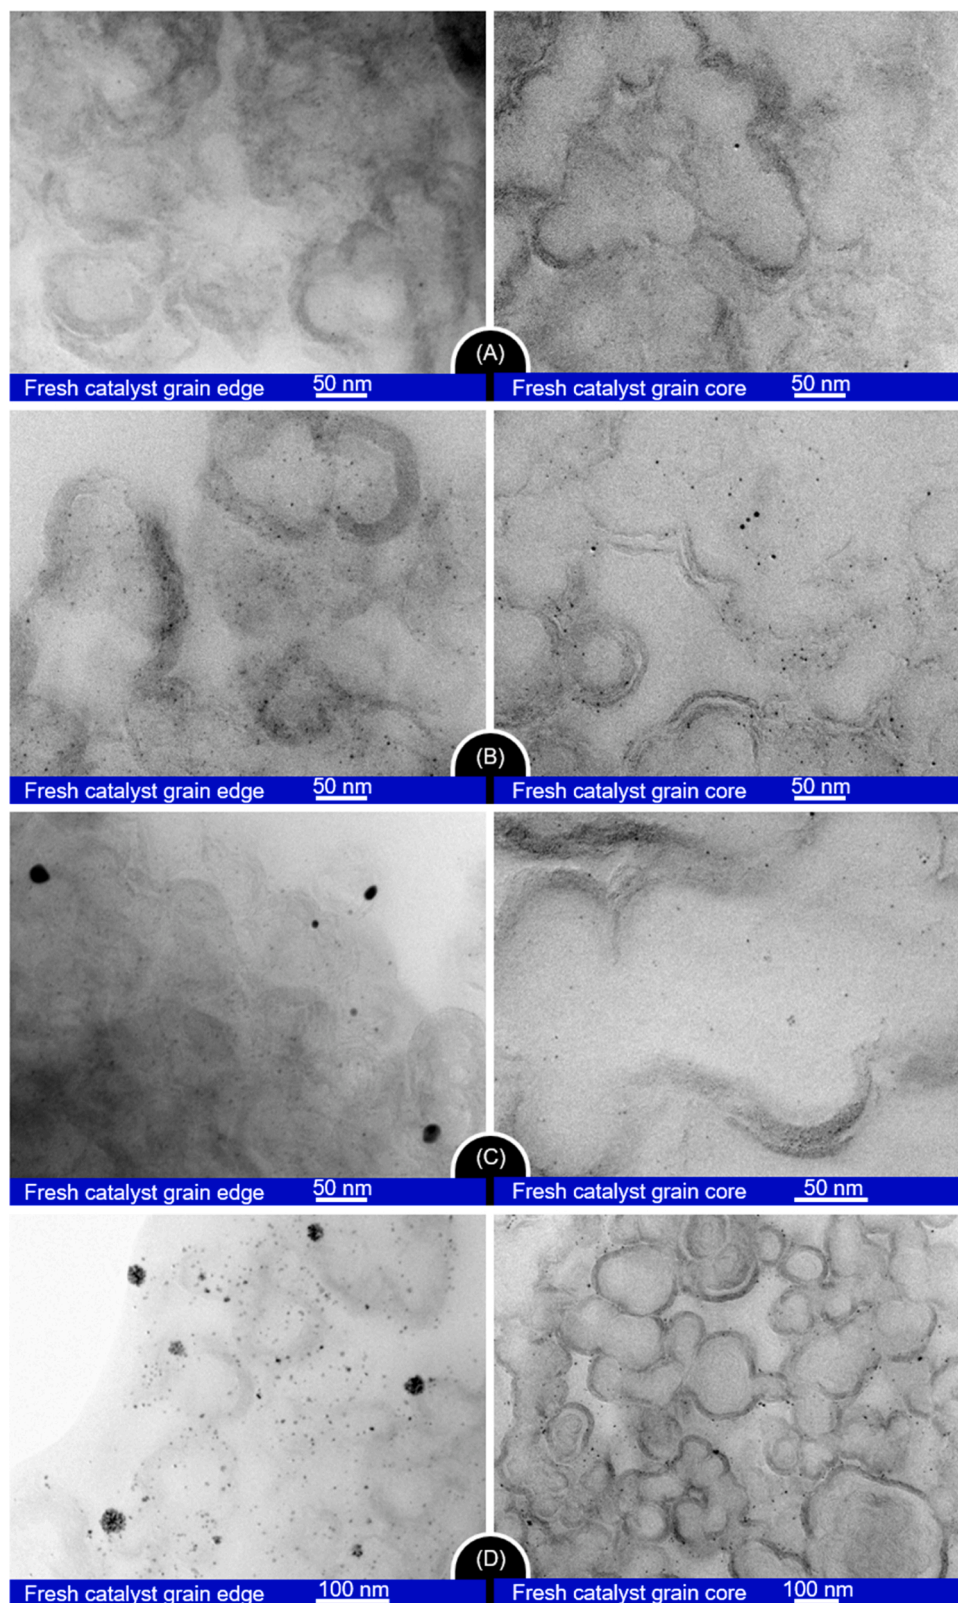 (A)
Fresh catalyst grain edge 50 nm
Fresh catalyst grain core 50 nm
(B)
Fresh catalyst grain edge 50 nm
Fresh catalyst grain core 50 nm
(C)
Fresh catalyst grain edge 50 nm
Fresh catalyst grain core 50 nm
(D)
Fresh catalyst grain edge 100 nm
Fresh catalyst grain core 100 nm